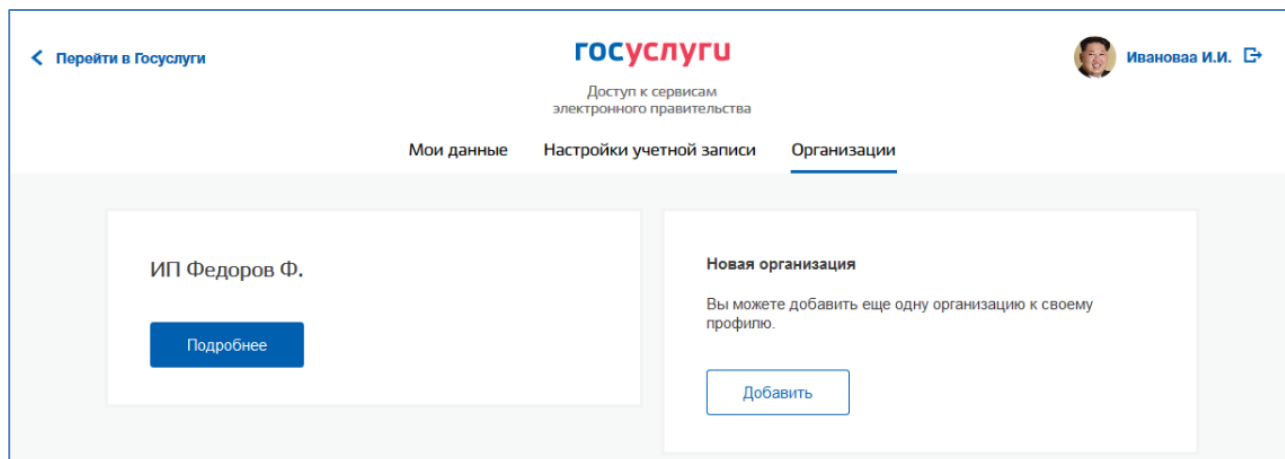 Перейти в Госуслуги
госуслуги
Ивановаа И.И.
Доступ к сервисам
электронного правительства
Мои данные Настройки учетной записи Организации
ИП Федоров Ф.
Подробнее
Новая организация
Вы можете добавить еще одну организацию к своему
профилю.
Добавить